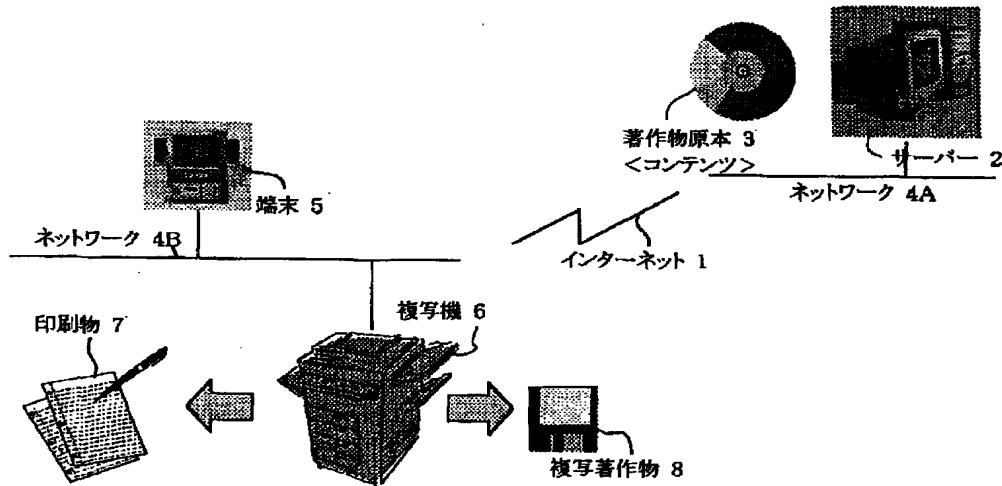 著作物原本 3
<コンテンツ>
サーバー 2
ネットワーク 4A
端末 5
ネットワーク 4B
インターネット 1
複写機 6
印刷物 7
複写著作物 8